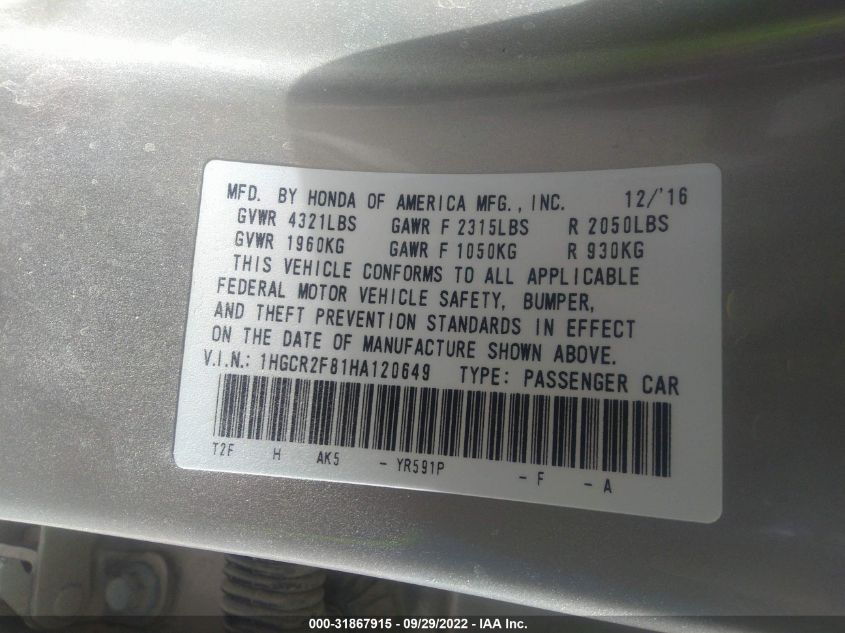 MFD. BY HONDA OF AMERICA MFG., INC. 12/'16
GVWR 4321LBS GAWR F 2315LBS R 2050LBS
GVWR 1960KG GAWR F 1050KG R 930KG
THIS VEHICLE CONFORMS TO ALL APPLICABLE
FEDERAL MOTOR VEHICLE SAFETY, BUMPER,
AND THEFT PREVENTION STANDARDS IN EFFECT
ON THE DATE OF MANUFACTURE SHOWN ABOVE.
V.I.N.: 1HGCR2F81HA120649 TYPE: PASSENGER CAR
T2F H AK5 - YR591P - F - A
000-31867915 - 09/29/2022 - IAA Inc.